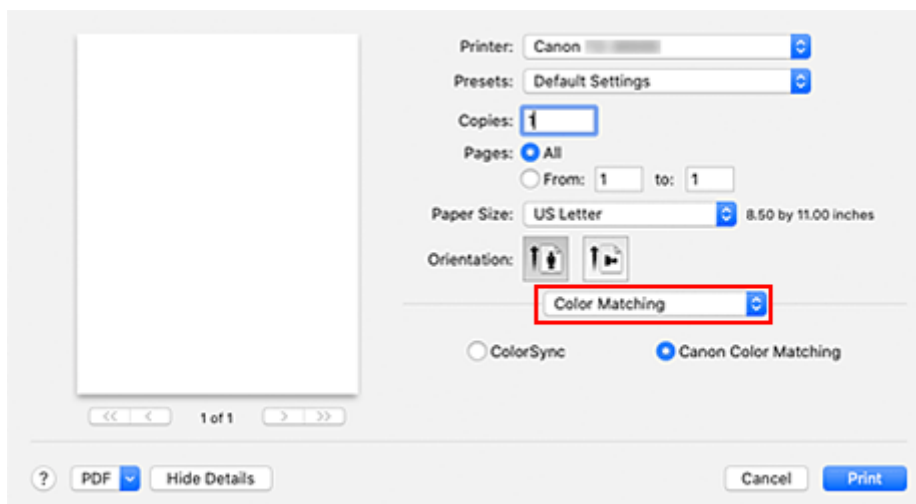 Printer: Canon
Presets: Default Settings
Copies: 1
Pages: All
From: 1 to: 1
Paper Size: US Letter 8.50 by 11.00 inches
Orientation:
Color Matching
ColorSync Canon Color Matching
<< < 1 of 1 > >>
? PDF Hide Details Cancel Print